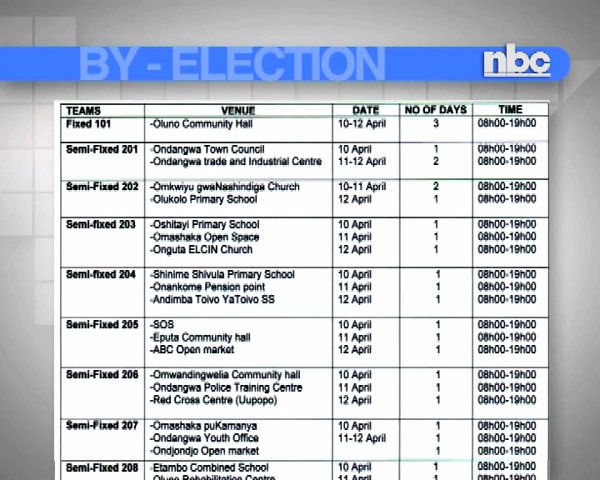 BY - ELECTION
nbc
TEAMS VENUE DATE NO OF DAYS TIME
Fixed 101 -Oluno Community Hall 10-12 April 3 08h00-19h00
Semi-Fixed 201 -Ondangwa Town Council 10 April 1 08h00-19h00
-Ondangwa trade and Industrial Centre 11-12 April 2 08h00-19h00
Semi-Fixed 202 -Omkwiyu gwaNashindiga Church 10-11 April 2 08h00-19h00
-Olukolo Primary School 12 April 1 08h00-19h00
Semi-fixed 203 -Oshitayi Primary School 10 April 1 08h00-19h00
-Omashaka Open Space 11 April 1 08h00-19h00
-Onguta ELCIN Church 12 April 1 08h00-19h00
Semi-fixed 204 -Shinime Shivula Primary School 10 April 1 08h00-19h00
-Onankome Pension point 11 April 1 08h00-19h00
-Andimba Toivo YaToivo SS 12 April 1 08h00-19h00
Semi-Fixed 205 -SOS 10 April 1 08h00-19h00
-Eputa Community hall 11 April 1 08h00-19h00
-ABC Open market 12 April 1 08h00-19h00
Semi-Fixed 206 -Omwandingwelia Community hall 10 April 1 08h00-19h00
-Ondangwa Police Training Centre 11 April 1 08h00-19h00
-Red Cross Centre (Uupopo) 12 April 1 08h00-19h00
Semi-Fixed 207 -Omashaka puKamanya 10 April 1 08h00-19h00
-Ondangwa Youth Office 11-12 April 1 08h00-19h00
-Ondjondjo Open market 1 08h00-19h00
Semi-Fixed 208 -Etambo Combined School 10 April 1 08h00-19h00
11 April 1 08h00-19h00